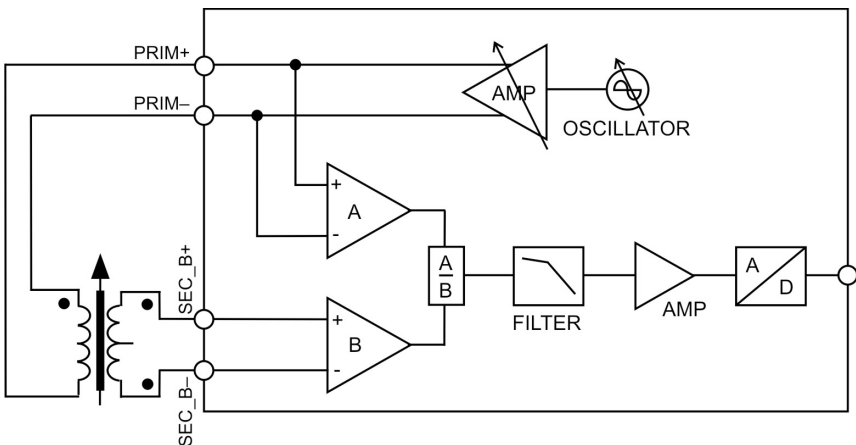 PRIM+
PRIM–
AMP
OSCILLATOR
+
A
-
SEC_B+
A
B
A
D
FILTER
AMP
+
B
-
SEC_B–